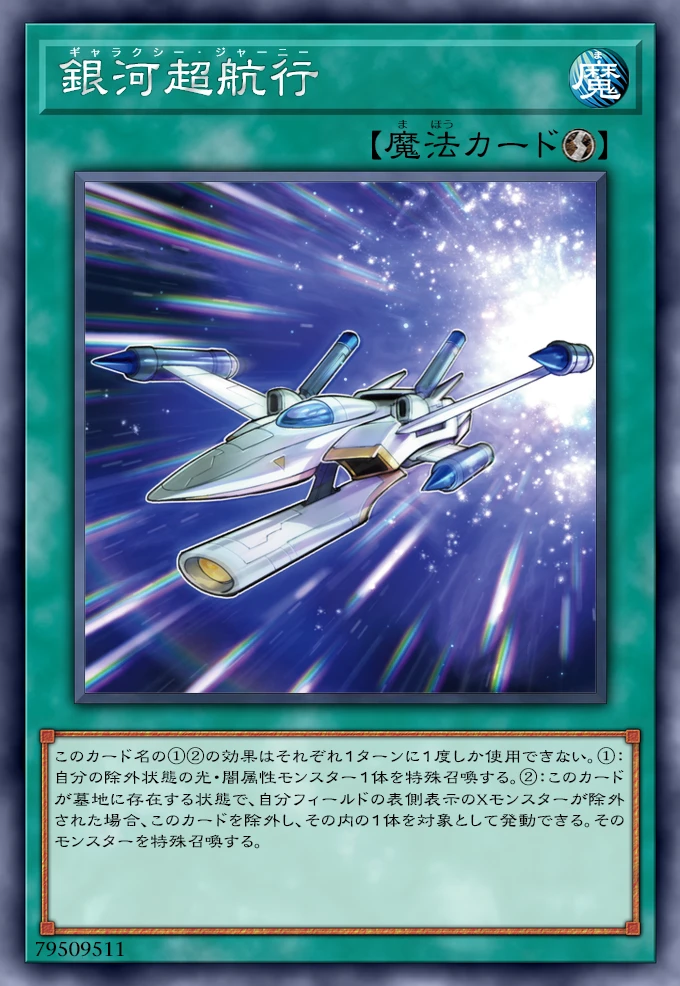 ギャラクシー・ジャーニー
銀河超航行
ま
魔
ま ほう
【魔法カード】
このカード名の①②の効果はそれぞれ1ターンに1度しか使用できない。①:
自分の除外状態の光・闇属性モンスター1体を特殊召喚する。②:このカード
が墓地に存在する状態で、自分フィールドの表側表示のXモンスターが除外
された場合、このカードを除外し、その内の1体を対象として発動できる。その
モンスターを特殊召喚する。
79509511